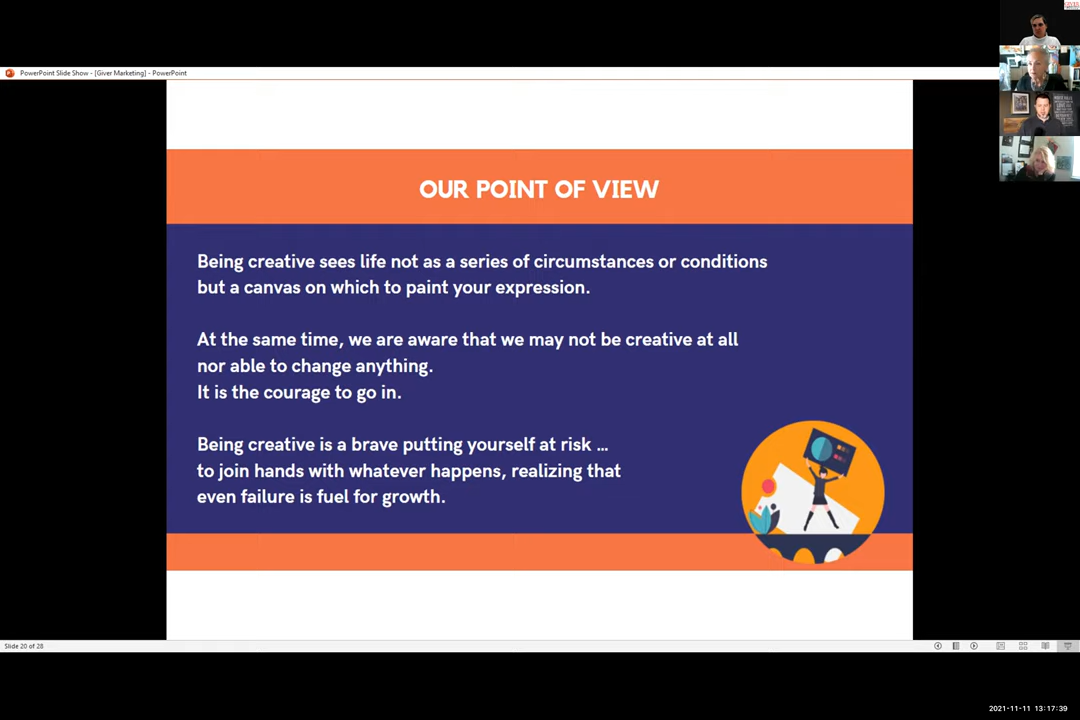 GIVER
PowerPoint Slide Show - [Giver Marketing] - PowerPoint
OUR POINT OF VIEW
Being creative sees life not as a series of circumstances or conditions
but a canvas on which to paint your expression.
At the same time, we are aware that we may not be creative at all
nor able to change anything.
It is the courage to go in.
Being creative is a brave putting yourself at risk ...
to join hands with whatever happens, realizing that
even failure is fuel for growth.
Slide 20 of 28
2021-11-11 13:17:39